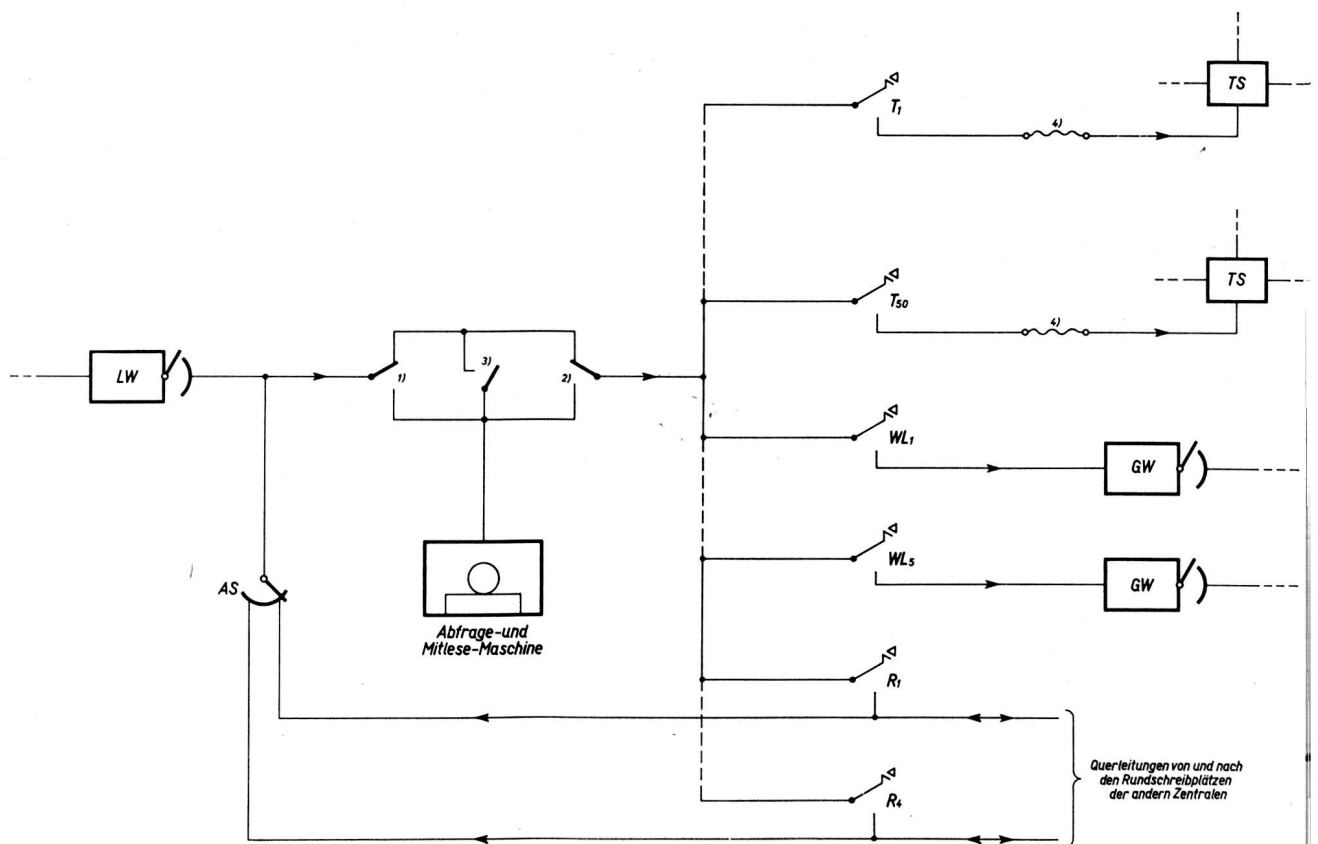 TS
T1
4)
TS
T50
4)
LW
1)
3)
2)
WL1
GW
WL5
GW
AS
Abfrage-und
Mitlese-Maschine
R1
Querleitungen von und nach
den Rundschreibplätzen
der andern Zentralen
R4